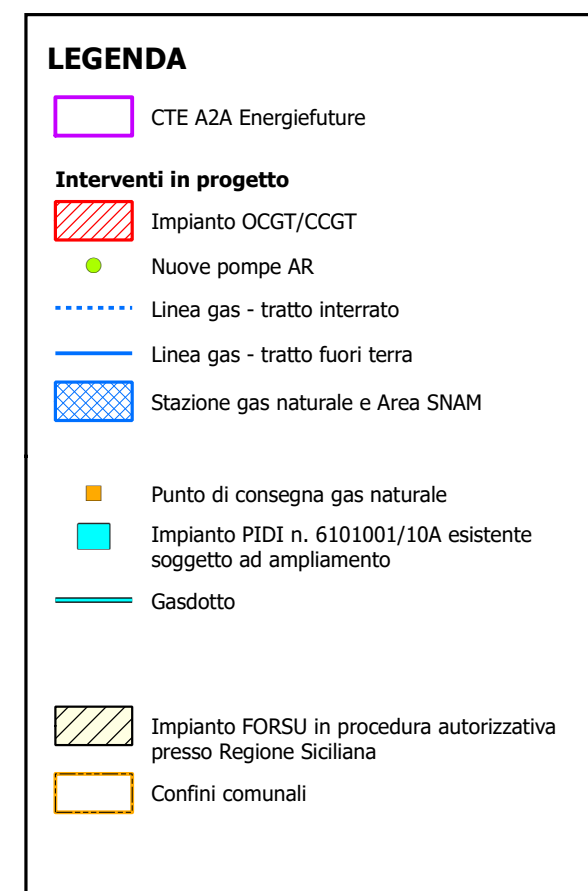 LEGENDA
CTE A2A Energiefuture
Interventi in progetto
Impianto OCGT/CCGT
Nuove pompe AR
Linea gas - tratto interrato
Linea gas - tratto fuori terra
Stazione gas naturale e Area SNAM
Punto di consegna gas naturale
Impianto PIDI n. 6101001/10A esistente
soggetto ad ampliamento
Gasdotto
Impianto FORSU in procedura autorizzativa
presso Regione Siciliana
Confini comunali